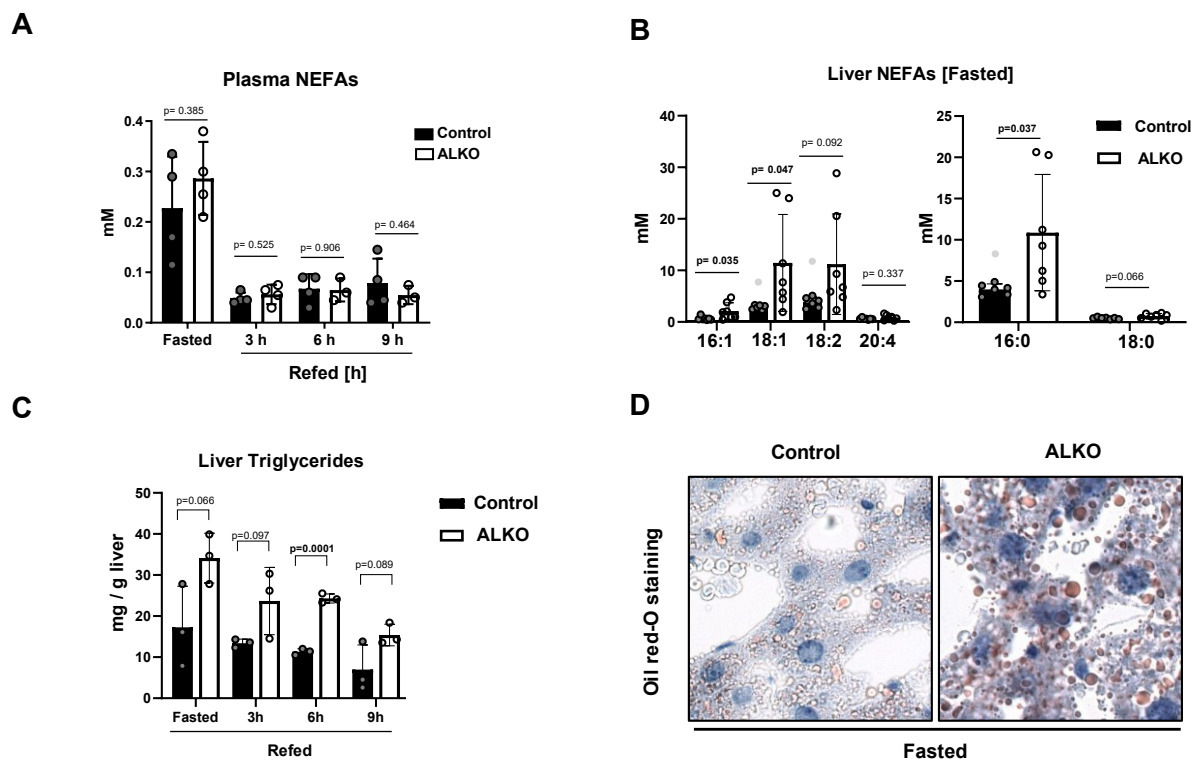 A
Plasma NEFAs
p= 0.385
0.4
0.3
0.2
0.1
0.0
mM
p= 0.525
p= 0.906
p= 0.464
Control
ALKO
Fasted
3 h
6 h
9 h
Refed [h]
B
Liver NEFAs [Fasted]
40
30
20
10
0
mM
p= 0.035
p= 0.047
p= 0.092
p= 0.337
16:1
18:1
18:2
20:4
25
20
15
10
5
0
mM
p=0.037
p=0.066
16:0
18:0
Control
ALKO
C
Liver Triglycerides
50
40
30
20
10
0
mg / g liver
p=0.066
p=0.097
p=0.0001
p=0.089
Control
ALKO
Fasted
3h
6h
9h
Refed
D
Control
ALKO
Oil red-O staining
Fasted